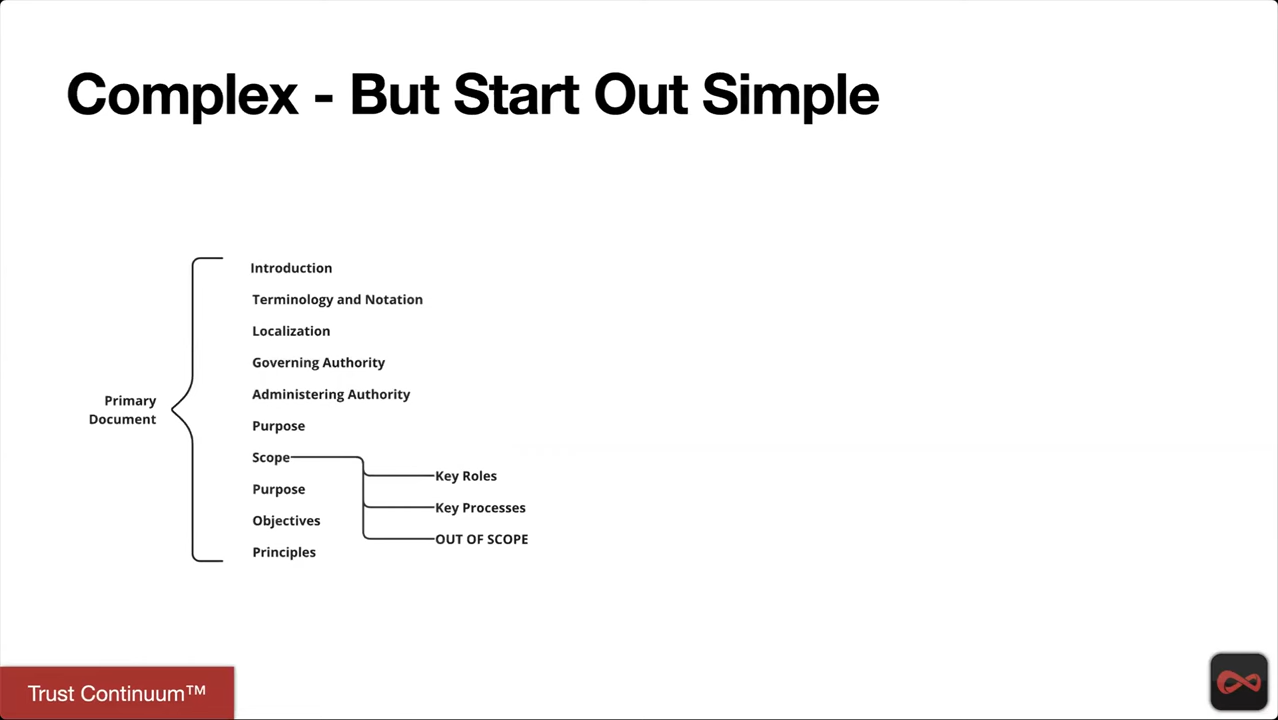 Complex - But Start Out Simple
Introduction
Terminology and Notation
Localization
Governing Authority
Administering Authority
Primary
Document
Purpose
Scope
Key Roles
Purpose
Key Processes
Objectives
OUT OF SCOPE
Principles
Trust Continuum™